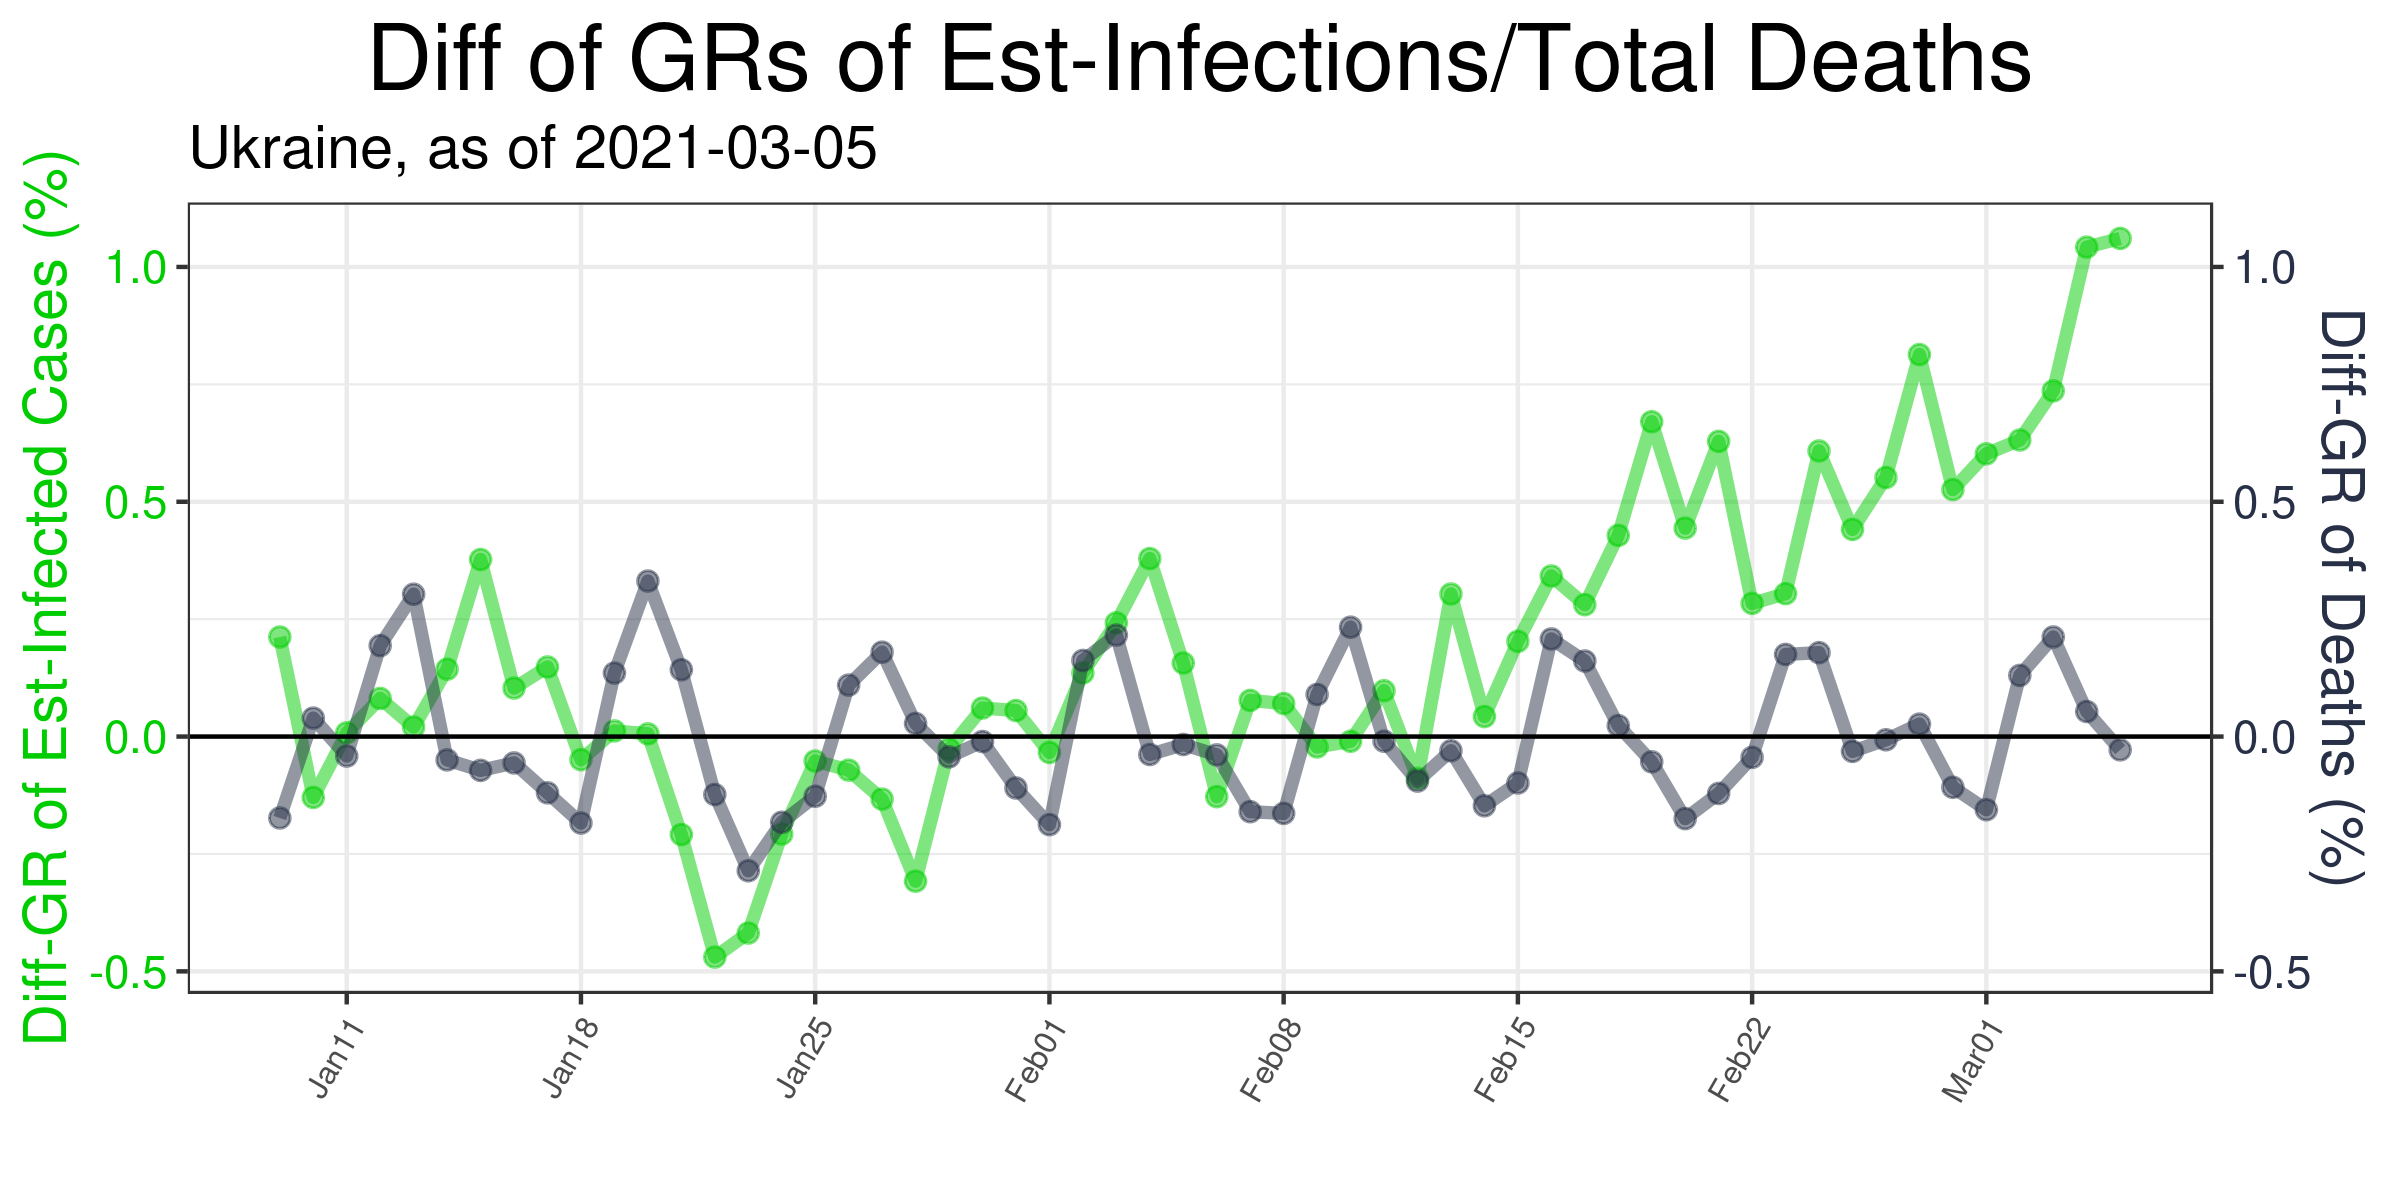 Diff of GRs of Est-Infections/Total Deaths
Ukraine, as of 2021-03-05
Diff-GR of Est-Infected Cases (%)
1.0
0.5
0.0
-0.5
1.0
0.5
0.0
-0.5
Diff-GR of Deaths (%)
Jan11
Jan18
Jan25
Feb01
Feb08
Feb15
Feb22
Mar01